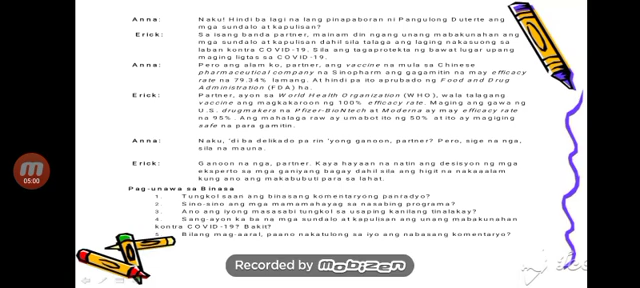 Anna: Naku! Hindi ba lagi na lang pinapaboran ni Pangulong Duterte ang
mga sundalo at kapulisan?
Erick: Sa isang banda partner, mainam din ngang unang mabakunahan ang
mga sundalo at kapulisan dahil sila talaga ang laging nakasuong sa
laban kontra COVID-19. Sila ang tagaprotekta ng bawat lugar upang
maging ligtas sa COVID-19.
Anna: Pero ang alam ko, partner, ang vaccine na mula sa Chinese
pharmaceutical company na Sinopharm ang gagamitin na may efficacy
rate na 79.34% lamang. At hindi pa ito aprubado ng Food and Drug
Administration (FDA) ha.
Erick: Partner, ayon sa World Health Organization (WHO), wala talagang
vaccine ang magkakaroon ng 100% efficacy rate. Maging ang gawa ng
U.S. drugmakers na Pfizer-BioNtech at Moderna ay may efficacy rate
na 95%. Ang mahalaga raw ay umabot ito ng 50% at ito ay magiging
safe na para gamitin.
Anna: Naku, 'di ba delikado pa rin 'yong ganoon, partner? Pero, sige na nga,
sila na mauna.
Erick: Ganoon na nga, partner. Kaya hayaan na natin ang desisyon ng mga
eksperto sa mga ganiyang bagay dahil sila ang higit na nakaaalam
kung ano ang makabubuti para sa lahat.
Pag-unawa sa Binasa
1. Tungkol saan ang binasang komentaryong panradyo?
2. Sino-sino ang mga mamamahayag sa nasabing programa?
3. Ano ang iyong masasabi tungkol sa usaping kanilang tinalakay?
4. Sang-ayon ka ba na mga sundalo at kapulisan ang unang mabakunahan
kontra COVID-19? Bakit?
5. Bilang mag-aaral, paano nakatulong sa iyo ang nabasang komentaryo?
05:00
Recorded by mobizen